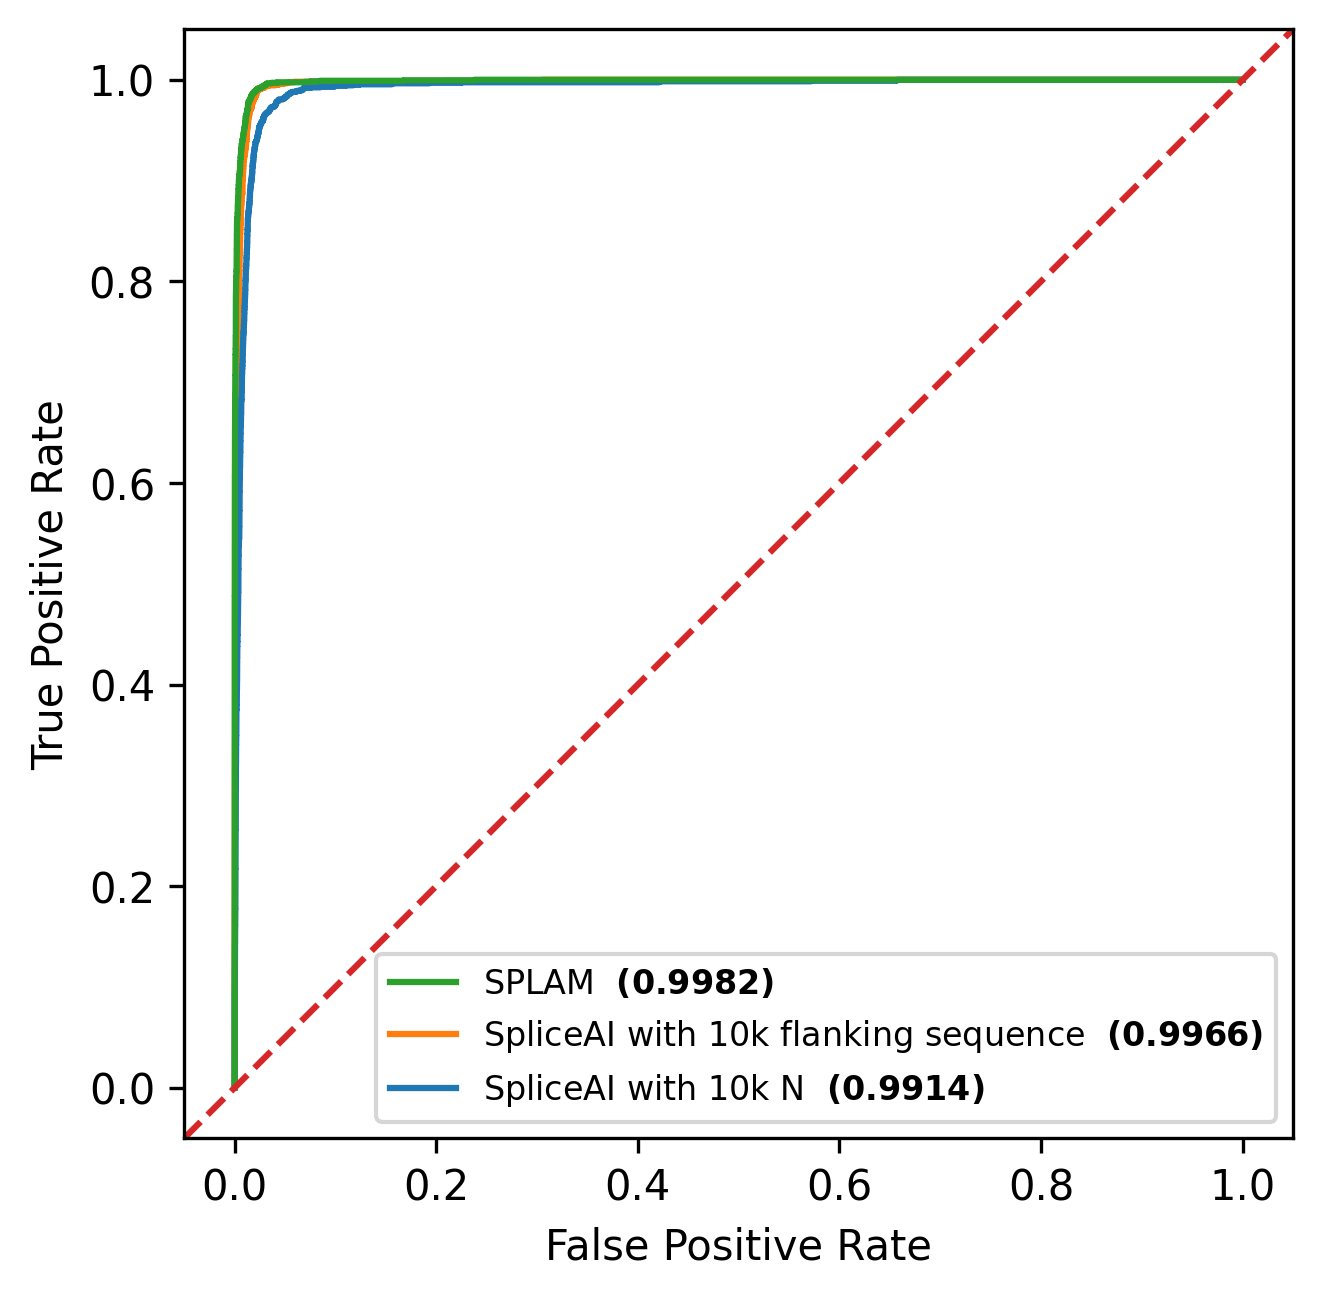 1.0
0.8
0.6
0.4
0.2
0.0
True Positive Rate
SPLAM (0.9982)
SpliceAI with 10k flanking sequence (0.9966)
SpliceAI with 10k N (0.9914)
0.0 0.2 0.4 0.6 0.8 1.0
False Positive Rate